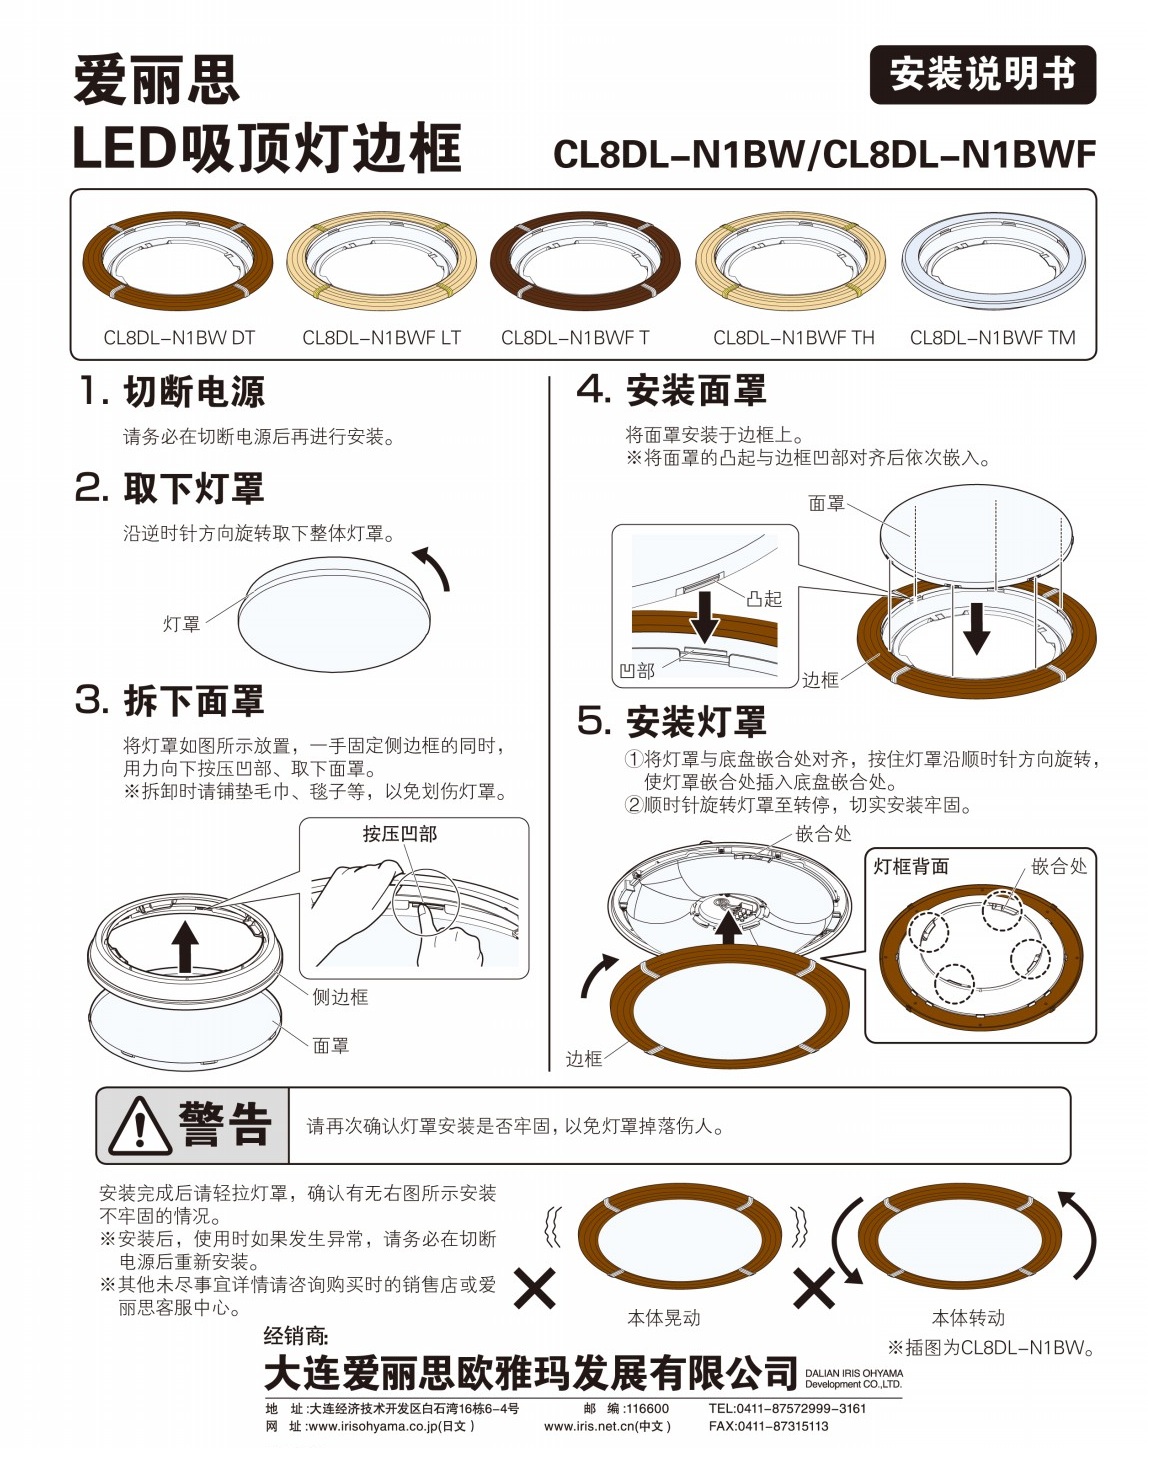 爱丽思
安装说明书
LED吸顶灯边框
CL8DL-N1BW/CL8DL-N1BWF
CL8DL-N1BW DT
CL8DL-N1BWF LT
CL8DL-N1BWF T
CL8DL-N1BWF TH
CL8DL-N1BWF TM
1. 切断电源
请务必在切断电源后再进行安装。
2. 取下灯罩
沿逆时针方向旋转取下整体灯罩。
灯罩
3. 拆下面罩
将灯罩如图所示放置，一手固定侧边框的同时，
用力向下按压凹部、取下面罩。
※拆卸时请铺垫毛巾、毯子等，以免划伤灯罩。
按压凹部
侧边框
面罩
4. 安装面罩
将面罩安装于边框上。
※将面罩的凸起与边框凹部对齐后依次嵌入。
面罩
凸起
凹部
边框
5. 安装灯罩
①将灯罩与底盘嵌合处对齐，按住灯罩沿顺时针方向旋转，
使灯罩嵌合处插入底盘嵌合处。
②顺时针旋转灯罩至转停，切实安装牢固。
嵌合处
灯框背面
嵌合处
边框
警告
请再次确认灯罩安装是否牢固，以免灯罩掉落伤人。
安装完成后请轻拉灯罩，确认有无右图所示安装
不牢固的情况。
※安装后，使用时如果发生异常，请务必在切断
电源后重新安装。
※其他未尽事宜详情请咨询购买时的销售店或爱
丽思客服中心。
本体晃动
本体转动
※插图为CL8DL-N1BW。
经销商:
大连爱丽思欧雅玛发展有限公司
DALIAN IRIS OHYAMA
Development CO.,LTD.
地 址:大连经济技术开发区白石湾16栋6-4号 邮 编:116600 TEL:0411-87572999-3161
网 址:www.irisohyama.co.jp(日文) www.iris.net.cn(中文) FAX:0411-87315113